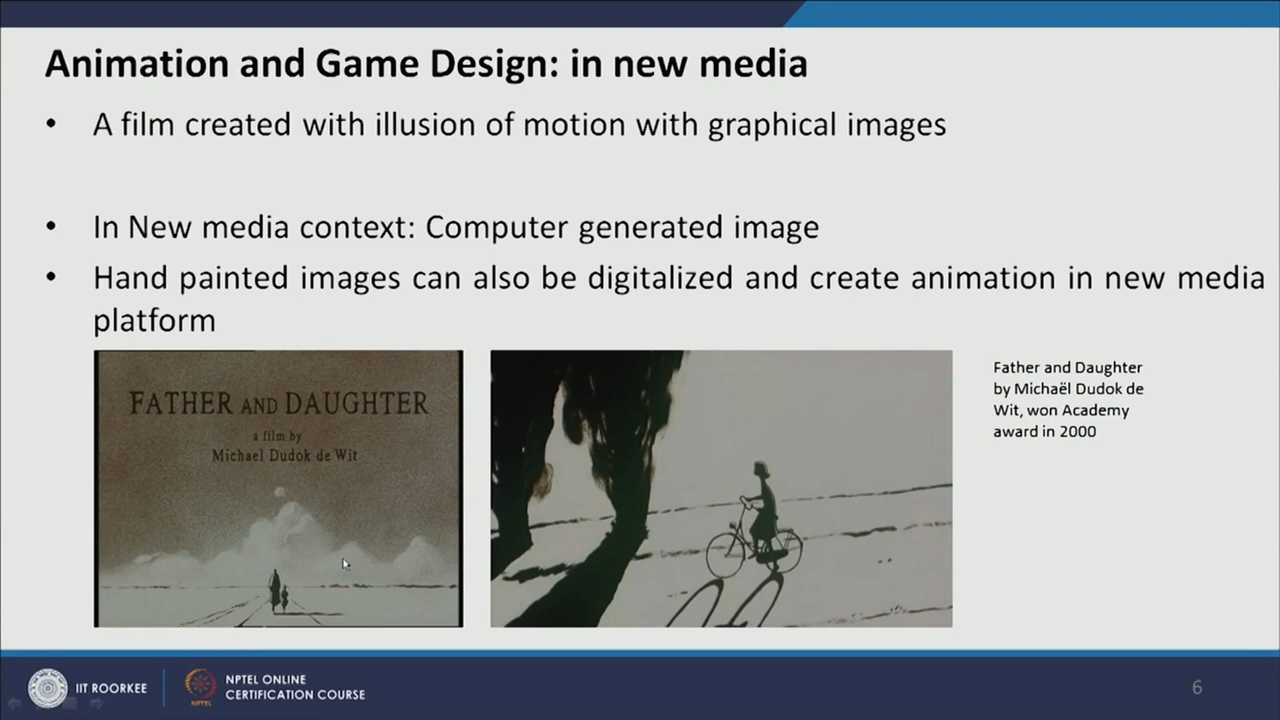 Animation and Game Design: in new media
• A film created with illusion of motion with graphical images
• In New media context: Computer generated image
• Hand painted images can also be digitalized and create animation in new media
platform
FATHER AND DAUGHTER
a film by
Michael Dudok de Wit
Father and Daughter
by Michaël Dudok de
Wit, won Academy
award in 2000
IIT ROORKEE
NPTEL
NPTEL ONLINE
CERTIFICATION COURSE
6